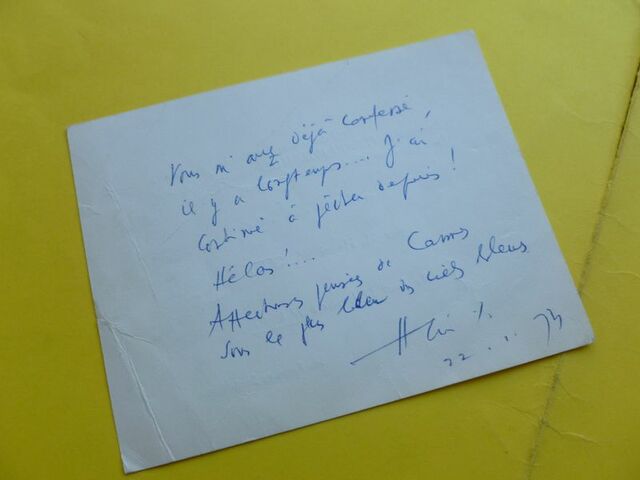 Vous m'avez déjà confessé
il y a longtemps.... J'ai
continué à pécher depuis !
Hélas !....
Affectueuses pensées de Cannes
sous le plus bleu des ciels bleus
22.1.73